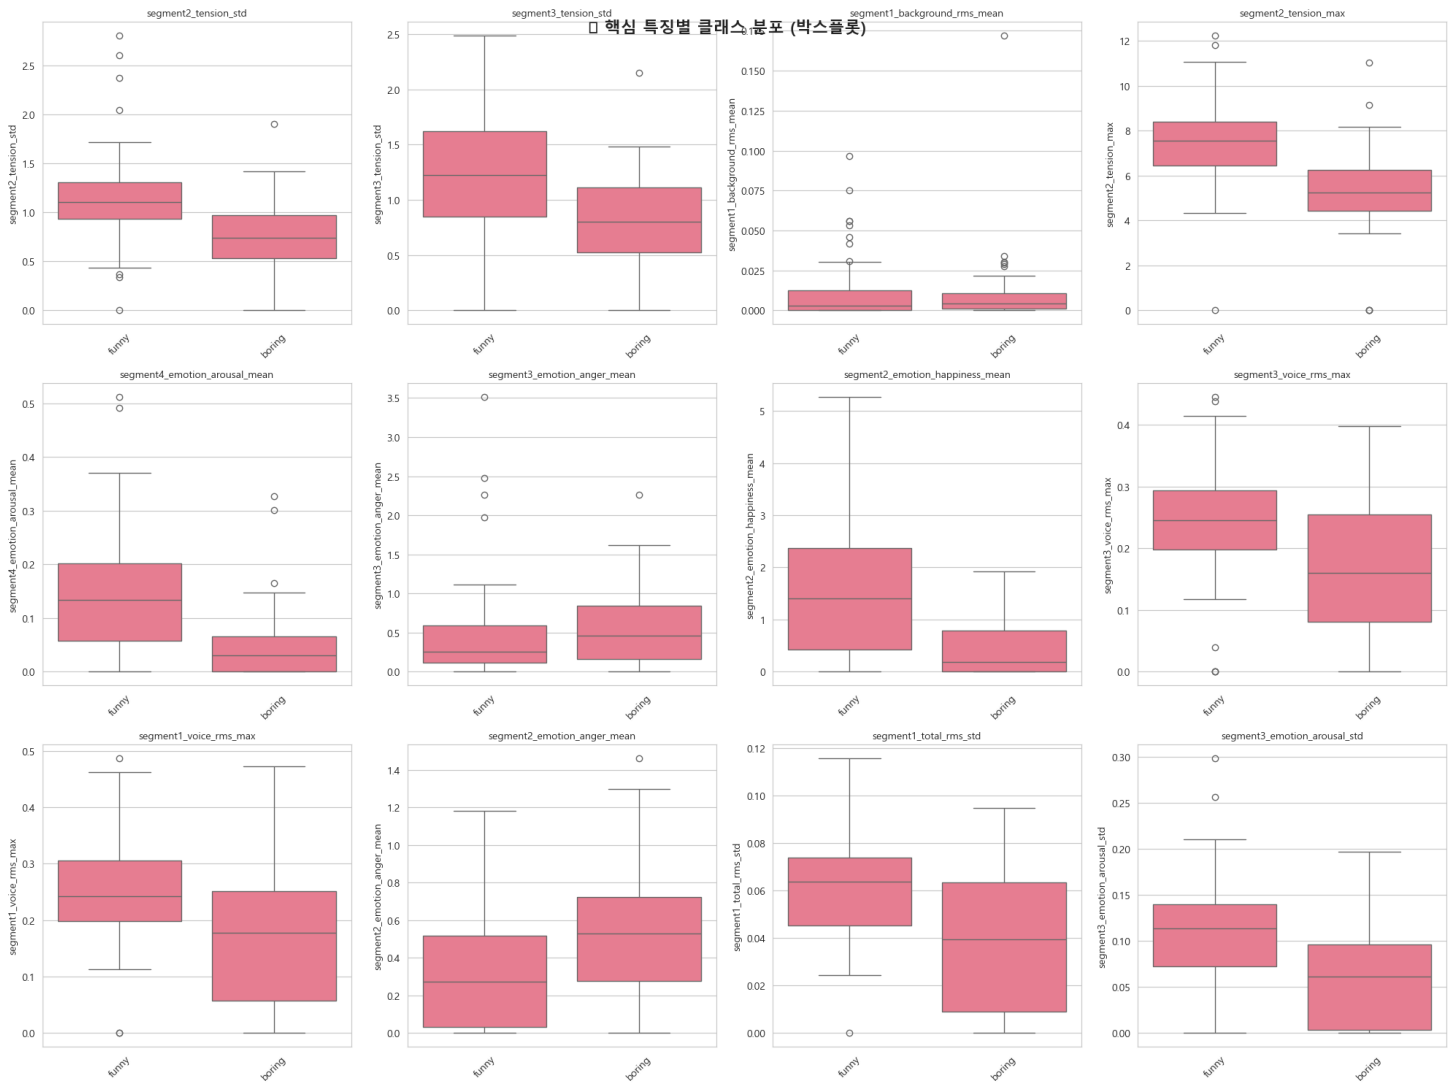 ▯ 핵심 특징별 클래스 분포 (박스플롯)
segment2_tension_std
segment2_tension_std
2.5
2.0
1.5
1.0
0.5
0.0
funny
boring
segment3_tension_std
segment3_tension_std
2.5
2.0
1.5
1.0
0.5
0.0
funny
boring
segment1_background_rms_mean
segment1_background_rms_mean
0.175
0.150
0.125
0.100
0.075
0.050
0.025
0.000
funny
boring
segment2_tension_max
segment2_tension_max
12
10
8
6
4
2
0
funny
boring
segment4_emotion_arousal_mean
segment4_emotion_arousal_mean
0.5
0.4
0.3
0.2
0.1
0.0
funny
boring
segment3_emotion_anger_mean
segment3_emotion_anger_mean
3.5
3.0
2.5
2.0
1.5
1.0
0.5
0.0
funny
boring
segment2_emotion_happiness_mean
segment2_emotion_happiness_mean
5
4
3
2
1
0
funny
boring
segment3_voice_rms_max
segment3_voice_rms_max
0.4
0.3
0.2
0.1
0.0
funny
boring
segment1_voice_rms_max
segment1_voice_rms_max
0.5
0.4
0.3
0.2
0.1
0.0
funny
boring
segment2_emotion_anger_mean
segment2_emotion_anger_mean
1.4
1.2
1.0
0.8
0.6
0.4
0.2
0.0
funny
boring
segment1_total_rms_std
segment1_total_rms_std
0.12
0.10
0.08
0.06
0.04
0.02
0.00
funny
boring
segment3_emotion_arousal_std
segment3_emotion_arousal_std
0.30
0.25
0.20
0.15
0.10
0.05
0.00
funny
boring